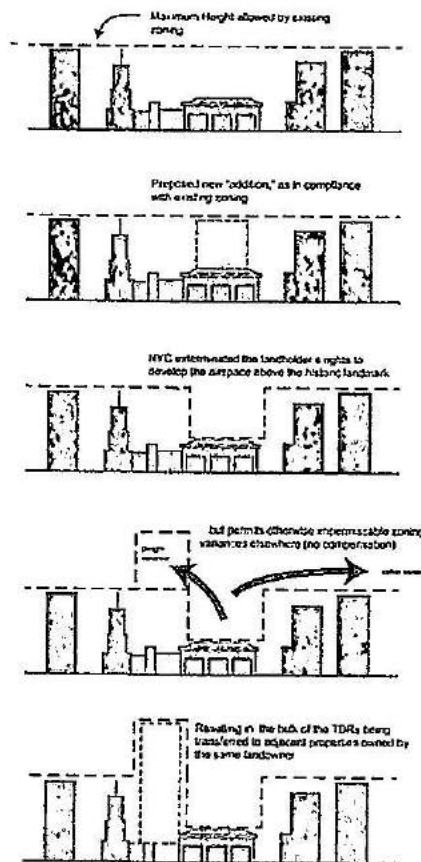 Maximum Height allowed by existing
zoning
Proposed new "addition," as in compliance
with existing zoning
NYC exterminated the landholder's rights to
develop the airspace above the historic landmark
...but permits otherwise impermissable zoning
variances elsewhere (no compensation)
height
Resulting in the bulk of the TDRs being
transferred to adjacent properties owned by
the same landowner